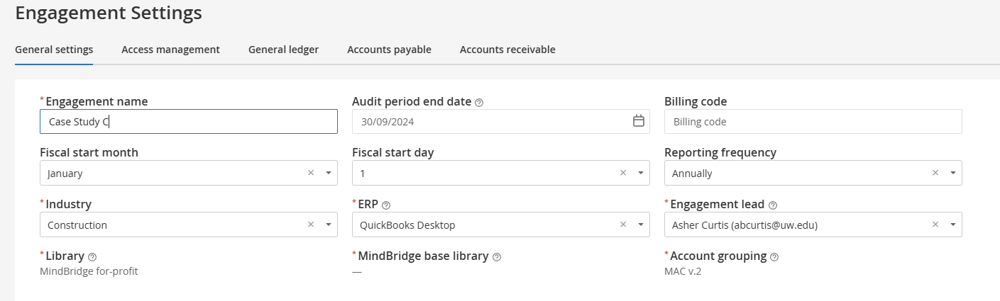 Engagement Settings
General settings Access management General ledger Accounts payable Accounts receivable
* Engagement name Audit period end date ? Billing code
Case Study C 30/09/2024 Billing code
Fiscal start month Fiscal start day Reporting frequency
January × 1 × Annually ×
* Industry * ERP ? * Engagement lead ?
Construction × QuickBooks Desktop × Asher Curtis (abcurtis@uw.edu) ×
* Library ? * MindBridge base library ? * Account grouping ?
MindBridge for-profit — MAC v.2